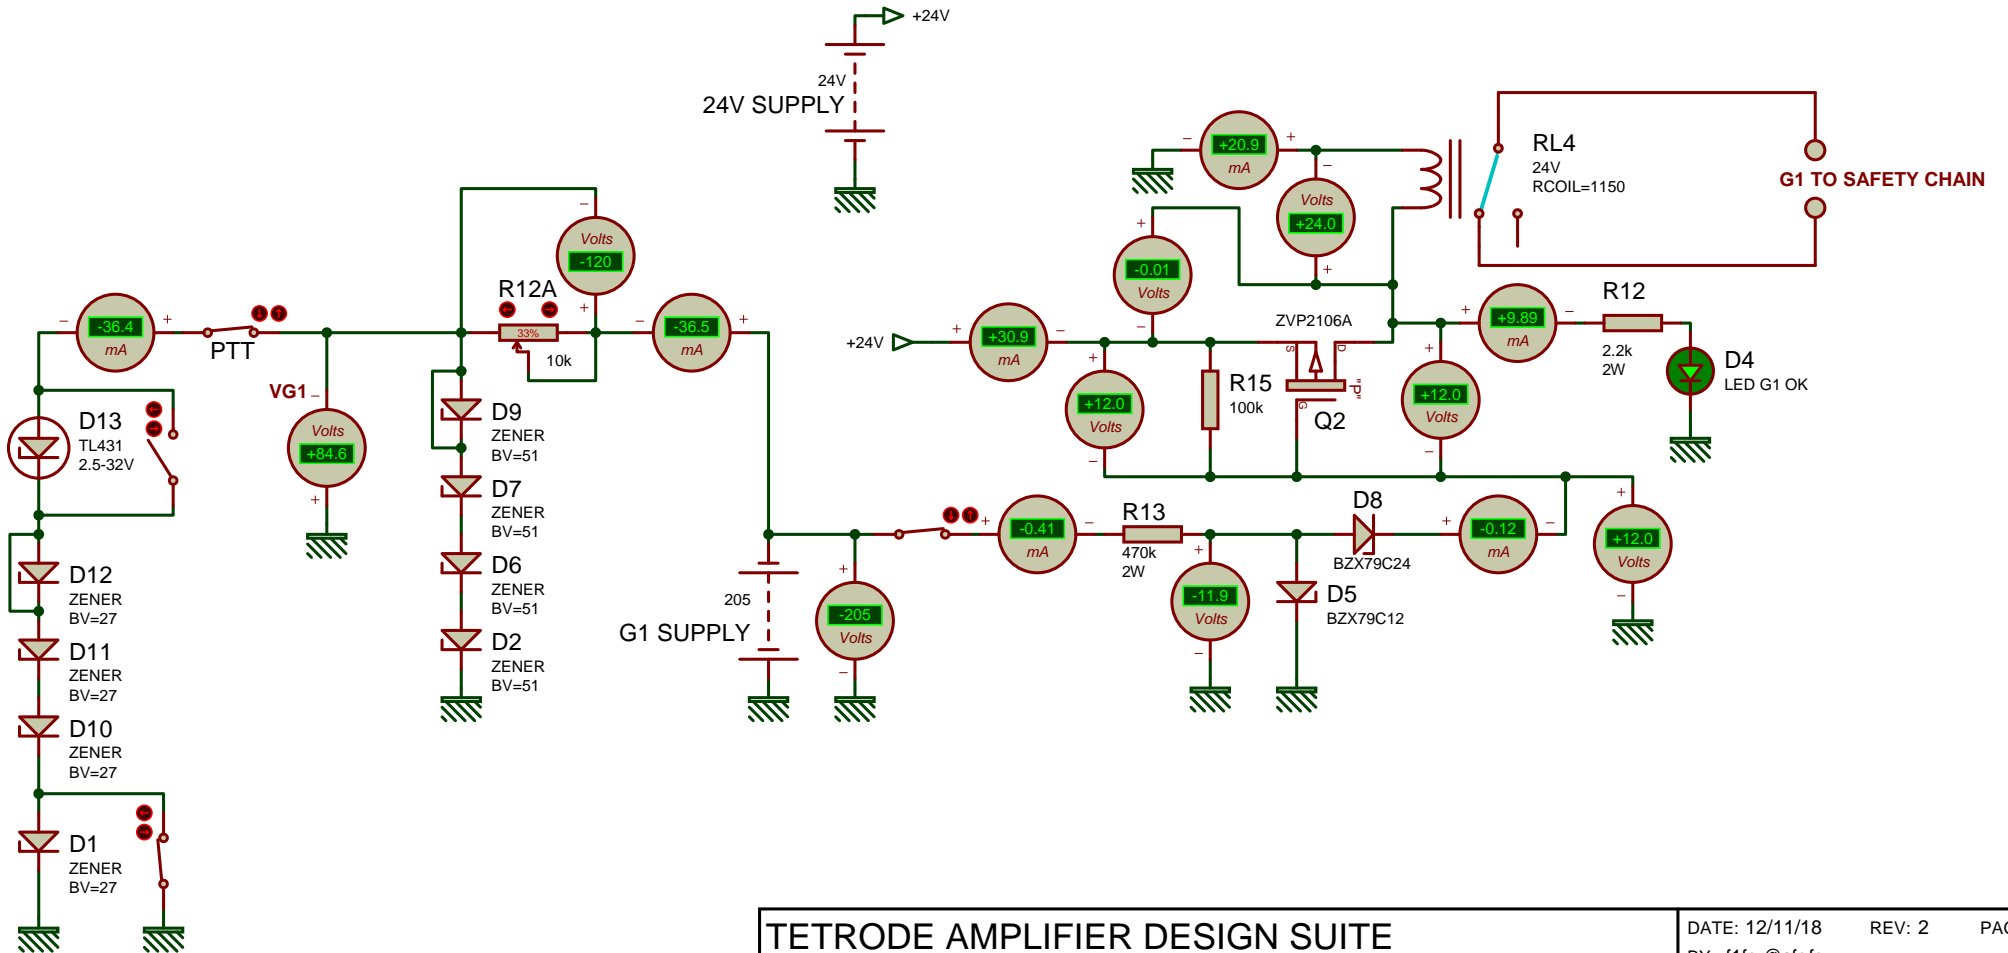 +24V
24V
24V SUPPLY
+20.9
mA
Volts
+24.0
RL4
24V
RCOIL=1150
G1 TO SAFETY CHAIN
Volts
-120
-0.01
Volts
R12A
33%
10k
-36.4
mA
PTT
-36.5
mA
+24V
+30.9
mA
ZVP2106A
S
D
G
"P"
Q2
+9.89
mA
R12
2.2k
2W
D4
LED G1 OK
VG1
Volts
+84.6
D13
TL431
2.5-32V
D9
ZENER
BV=51
+12.0
Volts
R15
100k
+12.0
Volts
D7
ZENER
BV=51
D6
ZENER
BV=51
D2
ZENER
BV=51
205
G1 SUPPLY
-205
Volts
-0.41
mA
R13
470k
2W
-11.9
Volts
D8
BZX79C24
D5
BZX79C12
-0.12
mA
+12.0
Volts
D12
ZENER
BV=27
D11
ZENER
BV=27
D10
ZENER
BV=27
D1
ZENER
BV=27
TETRODE AMPLIFIER DESIGN SUITE
DATE: 12/11/18
REV: 2